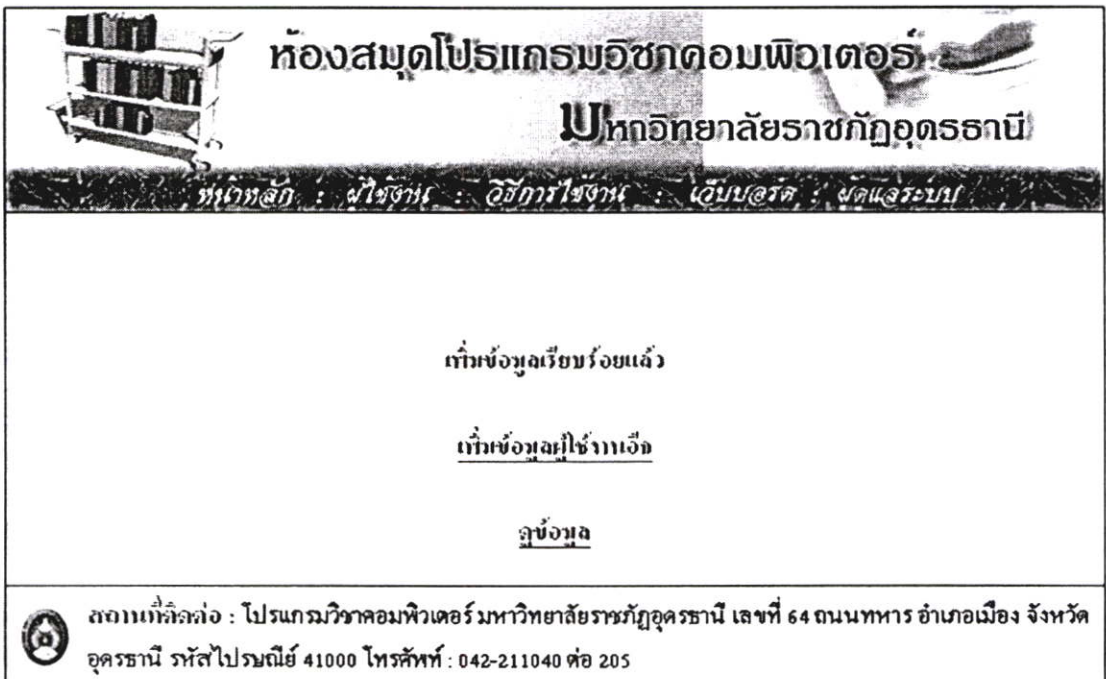 ห้องสมุดโปรแกรมวิชาคอมพิวเตอร์
มหาวิทยาลัยราชภัฏอุดรธานี
หน้าหลัก : ผู้ใช้งาน : วิธีการใช้งาน : เว็บบอร์ด : ผู้ดูแลระบบ
เพิ่มข้อมูลเรียบร้อยแล้ว
เพิ่มข้อมูลผู้ใช้งานอีก
ดูข้อมูล
สถานที่ติดต่อ : โปรแกรมวิชาคอมพิวเตอร์ มหาวิทยาลัยราชภัฏอุดรธานี เลขที่ 64 ถนนทหาร อำเภอเมือง จังหวัด
อุดรธานี รหัสไปรษณีย์ 41000 โทรศัพท์ : 042-211040 ต่อ 205